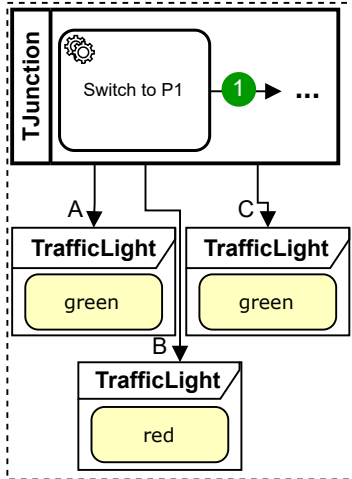 TJunction
Switch to P1
1
...
A
C
TrafficLight
TrafficLight
green
green
B
TrafficLight
red